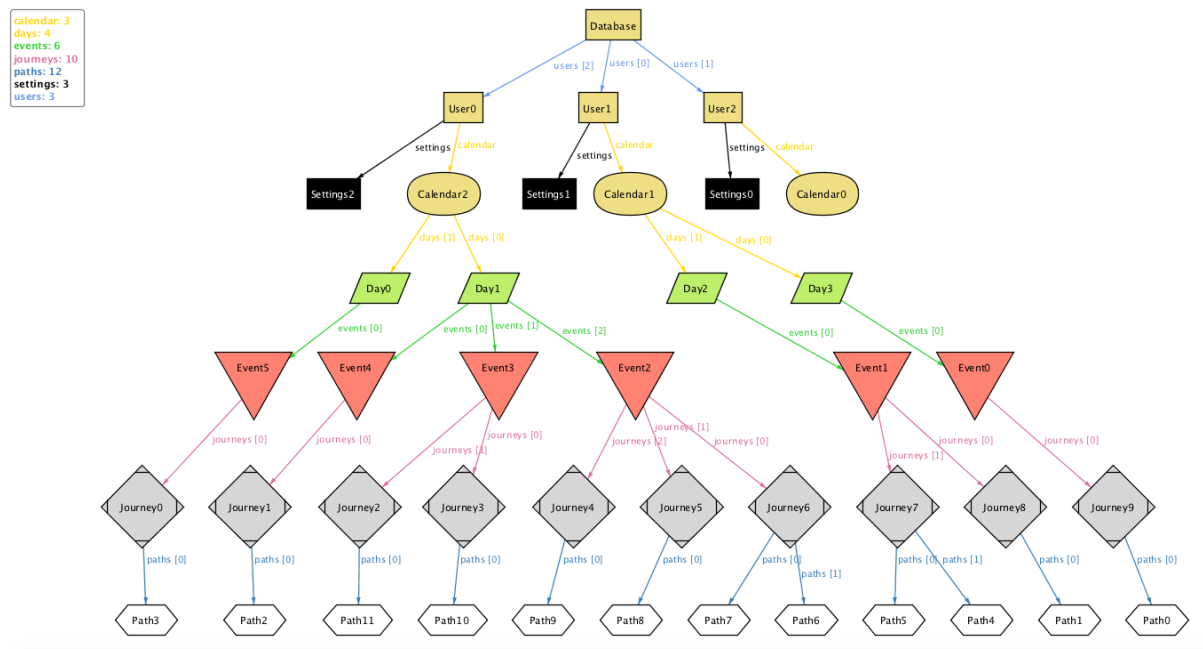 calendar: 3
days: 4
events: 6
journeys: 10
paths: 12
settings: 3
users: 3
Database
users [2] users [0] users [1]
User0 User1 User2
settings calendar settings calendar settings calendar
Settings2 Calendar2 Settings1 Calendar1 Settings0 Calendar0
days [1] days [0] days [1] days [0]
Day0 Day1 Day2 Day3
events [0] events [0] events [1] events [2] events [0] events [0]
Event5 Event4 Event3 Event2 Event1 Event0
journeys [0] journeys [0] journeys [1] journeys [0] journeys [2] journeys [1] journeys [0] journeys [1] journeys [0] journeys [0]
Journey0 Journey1 Journey2 Journey3 Journey4 Journey5 Journey6 Journey7 Journey8 Journey9
paths [0] paths [0] paths [0] paths [0] paths [0] paths [0] paths [0] paths [1] paths [0] paths [1] paths [0] paths [0]
Path3 Path2 Path11 Path10 Path9 Path8 Path7 Path6 Path5 Path4 Path1 Path0